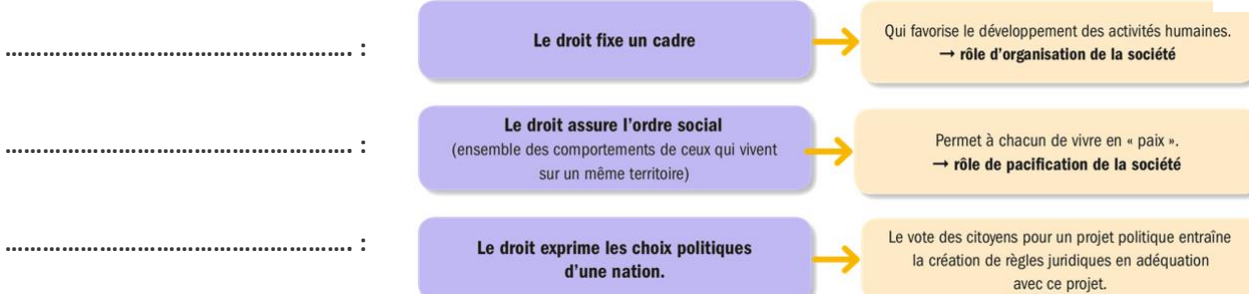 ................................................ :
Le droit fixe un cadre
Qui favorise le développement des activités humaines.
→ rôle d'organisation de la société
................................................ :
Le droit assure l'ordre social
(ensemble des comportements de ceux qui vivent
sur un même territoire)
Permet à chacun de vivre en « paix ».
→ rôle de pacification de la société
................................................ :
Le droit exprime les choix politiques
d'une nation.
Le vote des citoyens pour un projet politique entraîne
la création de règles juridiques en adéquation
avec ce projet.